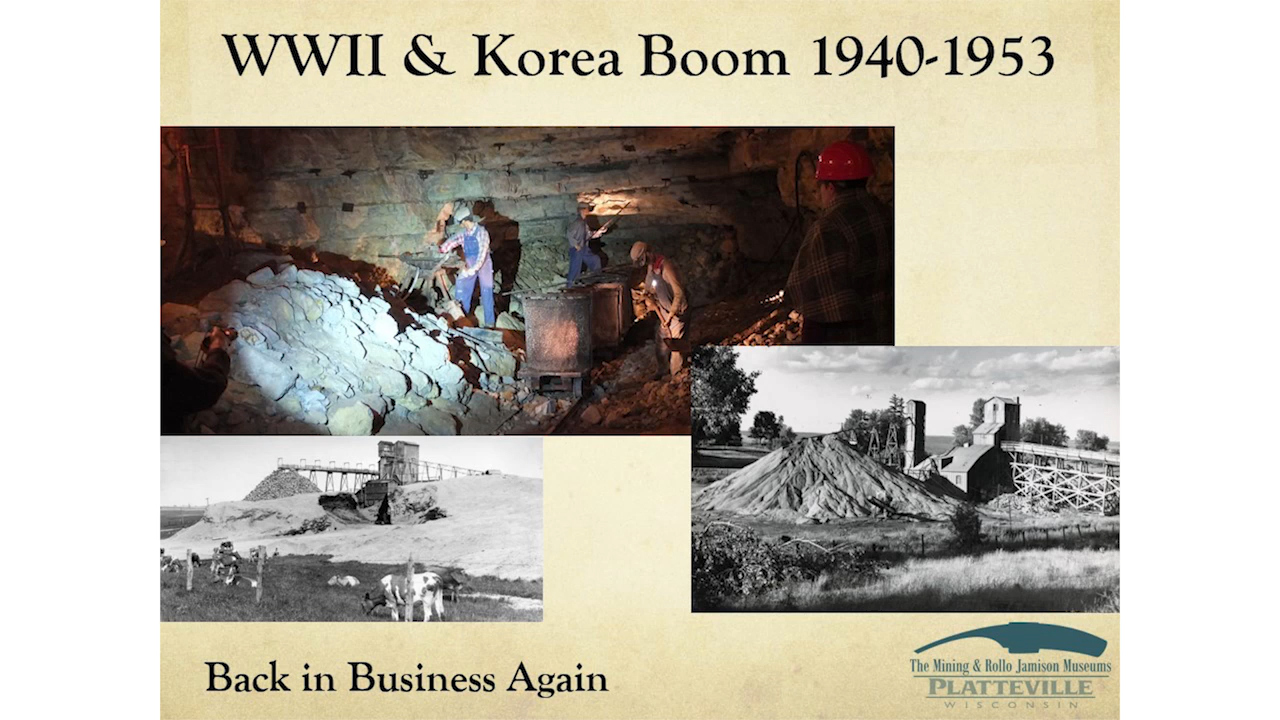 WWII & Korea Boom 1940-1953
Back in Business Again
The Mining & Rollo Jamison Museums
PLATTEVILLE
WISCONSIN